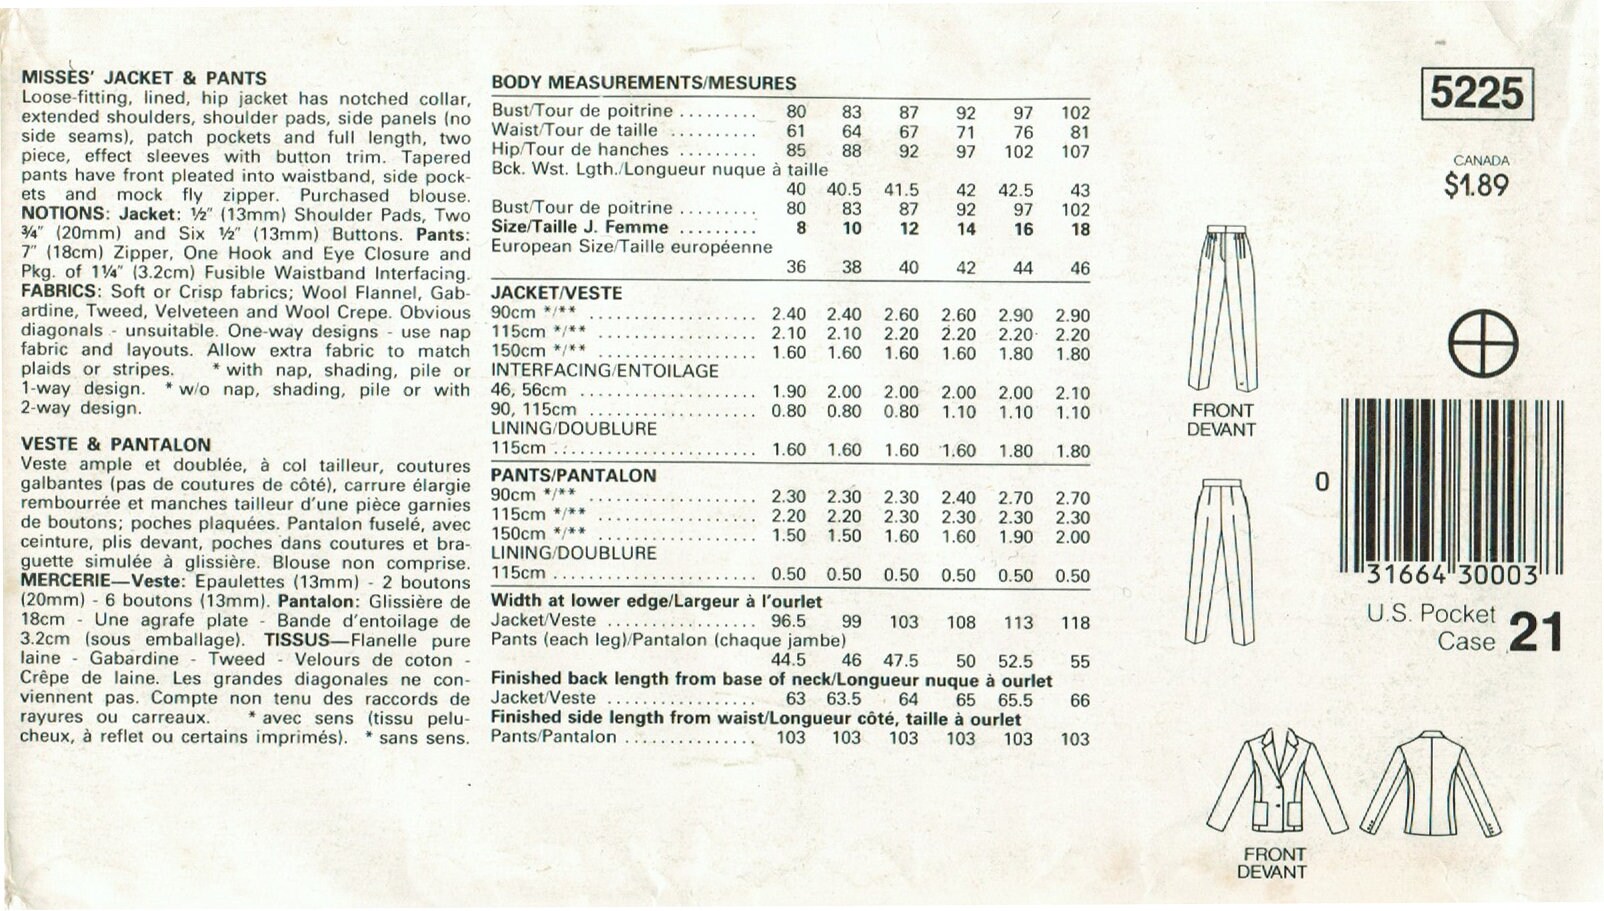 MISSES' JACKET & PANTS
Loose-fitting, lined, hip jacket has notched collar,
extended shoulders, shoulder pads, side panels (no
side seams), patch pockets and full length, two
piece, effect sleeves with button trim. Tapered
pants have front pleated into waistband, side pock-
ets and mock fly zipper. Purchased blouse.
NOTIONS: Jacket: ½" (13mm) Shoulder Pads, Two
¾" (20mm) and Six ½" (13mm) Buttons. Pants:
7" (18cm) Zipper, One Hook and Eye Closure and
Pkg. of 1¼" (3.2cm) Fusible Waistband Interfacing.
FABRICS: Soft or Crisp fabrics; Wool Flannel, Gab-
ardine, Tweed, Velveteen and Wool Crepe. Obvious
diagonals - unsuitable. One-way designs - use nap
fabric and layouts. Allow extra fabric to match
plaids or stripes. * with nap, shading, pile or
1-way design. * w/o nap, shading, pile or with
2-way design.
VESTE & PANTALON
Veste ample et doublée, à col tailleur, coutures
galbantes (pas de coutures de côté), carrure élargie
rembourrée et manches tailleur d'une pièce garnies
de boutons; poches plaquées. Pantalon fuselé, avec
ceinture, plis devant, poches dans coutures et bra-
guette simulée à glissière. Blouse non comprise.
MERCERIE—Veste: Epaulettes (13mm) - 2 boutons
(20mm) - 6 boutons (13mm). Pantalon: Glissière de
18cm - Une agrafe plate - Bande d'entoilage de
3.2cm (sous emballage). TISSUS—Flanelle pure
laine - Gabardine - Tweed - Velours de coton -
Crêpe de laine. Les grandes diagonales ne con-
viennent pas. Compte non tenu des raccords de
rayures ou carreaux. * avec sens (tissu pelu-
cheux, à reflet ou certains imprimés). * sans sens.
BODY MEASUREMENTS/MESURES
Bust/Tour de poitrine ......... 80 83 87 92 97 102
Waist/Tour de taille .......... 61 64 67 71 76 81
Hip/Tour de hanches ......... 85 88 92 97 102 107
Bck. Wst. Lgth./Longueur nuque à taille
40 40.5 41.5 42 42.5 43
Bust/Tour de poitrine ......... 80 83 87 92 97 102
Size/Taille J. Femme ......... 8 10 12 14 16 18
European Size/Taille européenne
36 38 40 42 44 46
JACKET/VESTE
90cm */** ................... 2.40 2.40 2.60 2.60 2.90 2.90
115cm */** .................. 2.10 2.10 2.20 2.20 2.20 2.20
150cm */** .................. 1.60 1.60 1.60 1.60 1.80 1.80
INTERFACING/ENTOILAGE
46, 56cm .................... 1.90 2.00 2.00 2.00 2.00 2.10
90, 115cm ................... 0.80 0.80 0.80 1.10 1.10 1.10
LINING/DOUBLURE
115cm ....................... 1.60 1.60 1.60 1.60 1.80 1.80
PANTS/PANTALON
90cm */** ................... 2.30 2.30 2.30 2.40 2.70 2.70
115cm */** .................. 2.20 2.20 2.30 2.30 2.30 2.30
150cm */** .................. 1.50 1.50 1.60 1.60 1.90 2.00
LINING/DOUBLURE
115cm ....................... 0.50 0.50 0.50 0.50 0.50 0.50
Width at lower edge/Largeur à l'ourlet
Jacket/Veste ................. 96.5 99 103 108 113 118
Pants (each leg)/Pantalon (chaque jambe)
44.5 46 47.5 50 52.5 55
Finished back length from base of neck/Longueur nuque à ourlet
Jacket/Veste ................. 63 63.5 64 65 65.5 66
Finished side length from waist/Longueur côté, taille à ourlet
Pants/Pantalon ............... 103 103 103 103 103 103
5225
CANADA
$1.89
FRONT
DEVANT
0
31664 30003
U.S. Pocket
Case 21
FRONT
DEVANT